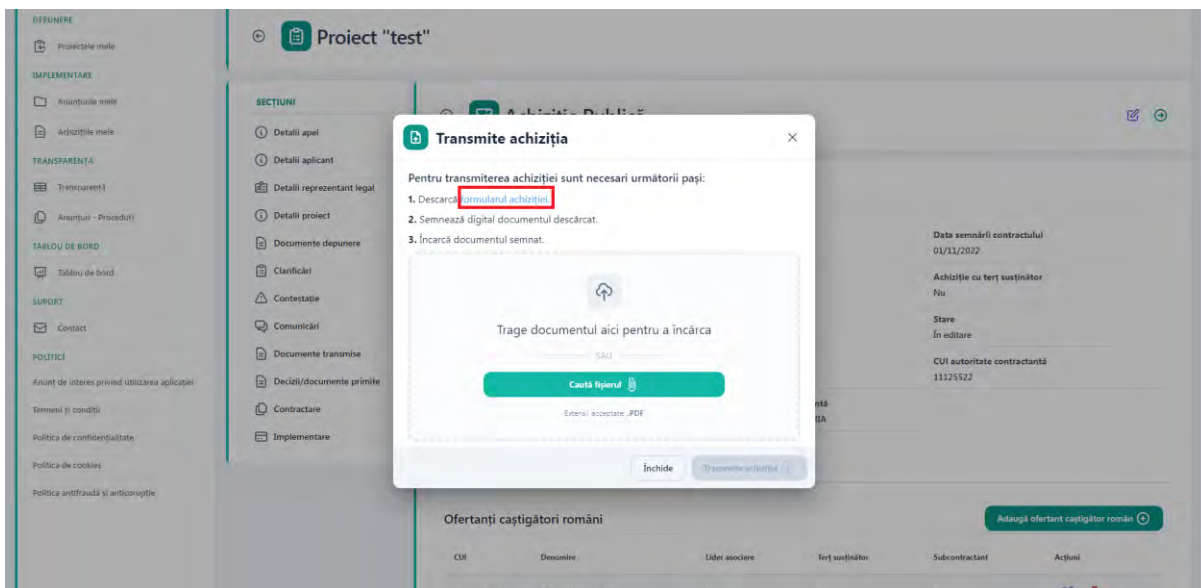 DEPUNERE
Proiectele mele
IMPLEMENTARE
Anunțurile mele
Achizițiile mele
TRANSPARENȚA
Transparență
Anunțuri - Proceduri
TABLOU DE BORD
Tablou de bord
SUPORT
Contact
POLITICI
Anunț de interes privind utilizarea aplicației
Termeni și condiții
Politica de confidențialitate
Politica de cookies
Politica antifraudă și anticorupție
Proiect "test"
SECȚIUNI
Detalii apel
Detalii aplicant
Detalii reprezentant legal
Detalii proiect
Documente depunere
Clarificări
Contestație
Comunicări
Documente transmise
Decizii/documente primite
Contractare
Implementare
Achiziție Publică
Transmite achiziția
Pentru transmiterea achiziției sunt necesari următorii pași:
1. Descarcă formularul achiziției.
2. Semnează digital documentul descărcat.
3. Încarcă documentul semnat.
Trage documentul aici pentru a încărca
SAU
Caută fișierul
Extensii acceptate: .PDF
Închide
Transmite achiziția
Data semnării contractului
01/11/2022
Achiziție cu terț susținător
Nu
Stare
În editare
CUI autoritate contractantă
11125522
Ofertanți caștigători români
Adaugă ofertant caștigător român
CUI Denumire Lider asociere Terț susținător Subcontractant Acțiuni